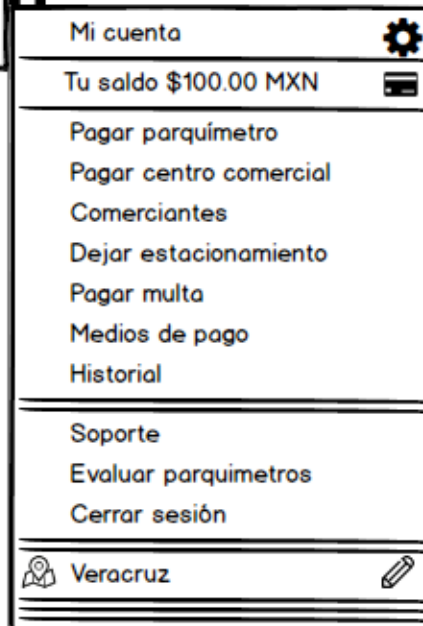 Mi cuenta
Tu saldo $100.00 MXN
Pagar parquímetro
Pagar centro comercial
Comerciantes
Dejar estacionamiento
Pagar multa
Medios de pago
Historial
Soporte
Evaluar parquimetros
Cerrar sesión
Veracruz